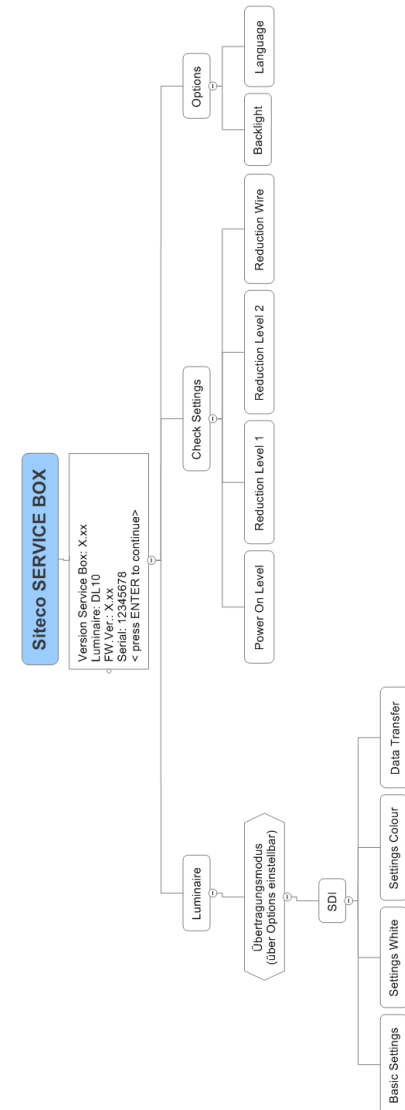 Siteco SERVICE BOX
Version Service Box: X.xx
Luminaire: DL10
FW.Ver.: X.xx
Serial: 12345678
< press ENTER to continue>
Luminaire
Check Settings
Options
Übertragungsmodus
(über Options einstellbar)
Power On Level
Reduction Level 1
Reduction Level 2
Reduction Wire
Backlight
Language
SDI
Basic Settings
Settings White
Settings Colour
Data Transfer